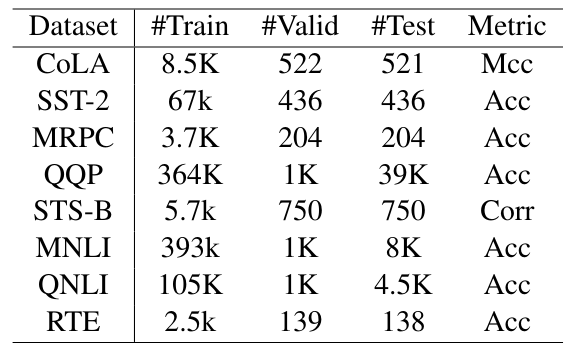 Dataset #Train #Valid #Test Metric
CoLA 8.5K 522 521 Mcc
SST-2 67k 436 436 Acc
MRPC 3.7K 204 204 Acc
QQP 364K 1K 39K Acc
STS-B 5.7k 750 750 Corr
MNLI 393k 1K 8K Acc
QNLI 105K 1K 4.5K Acc
RTE 2.5k 139 138 Acc